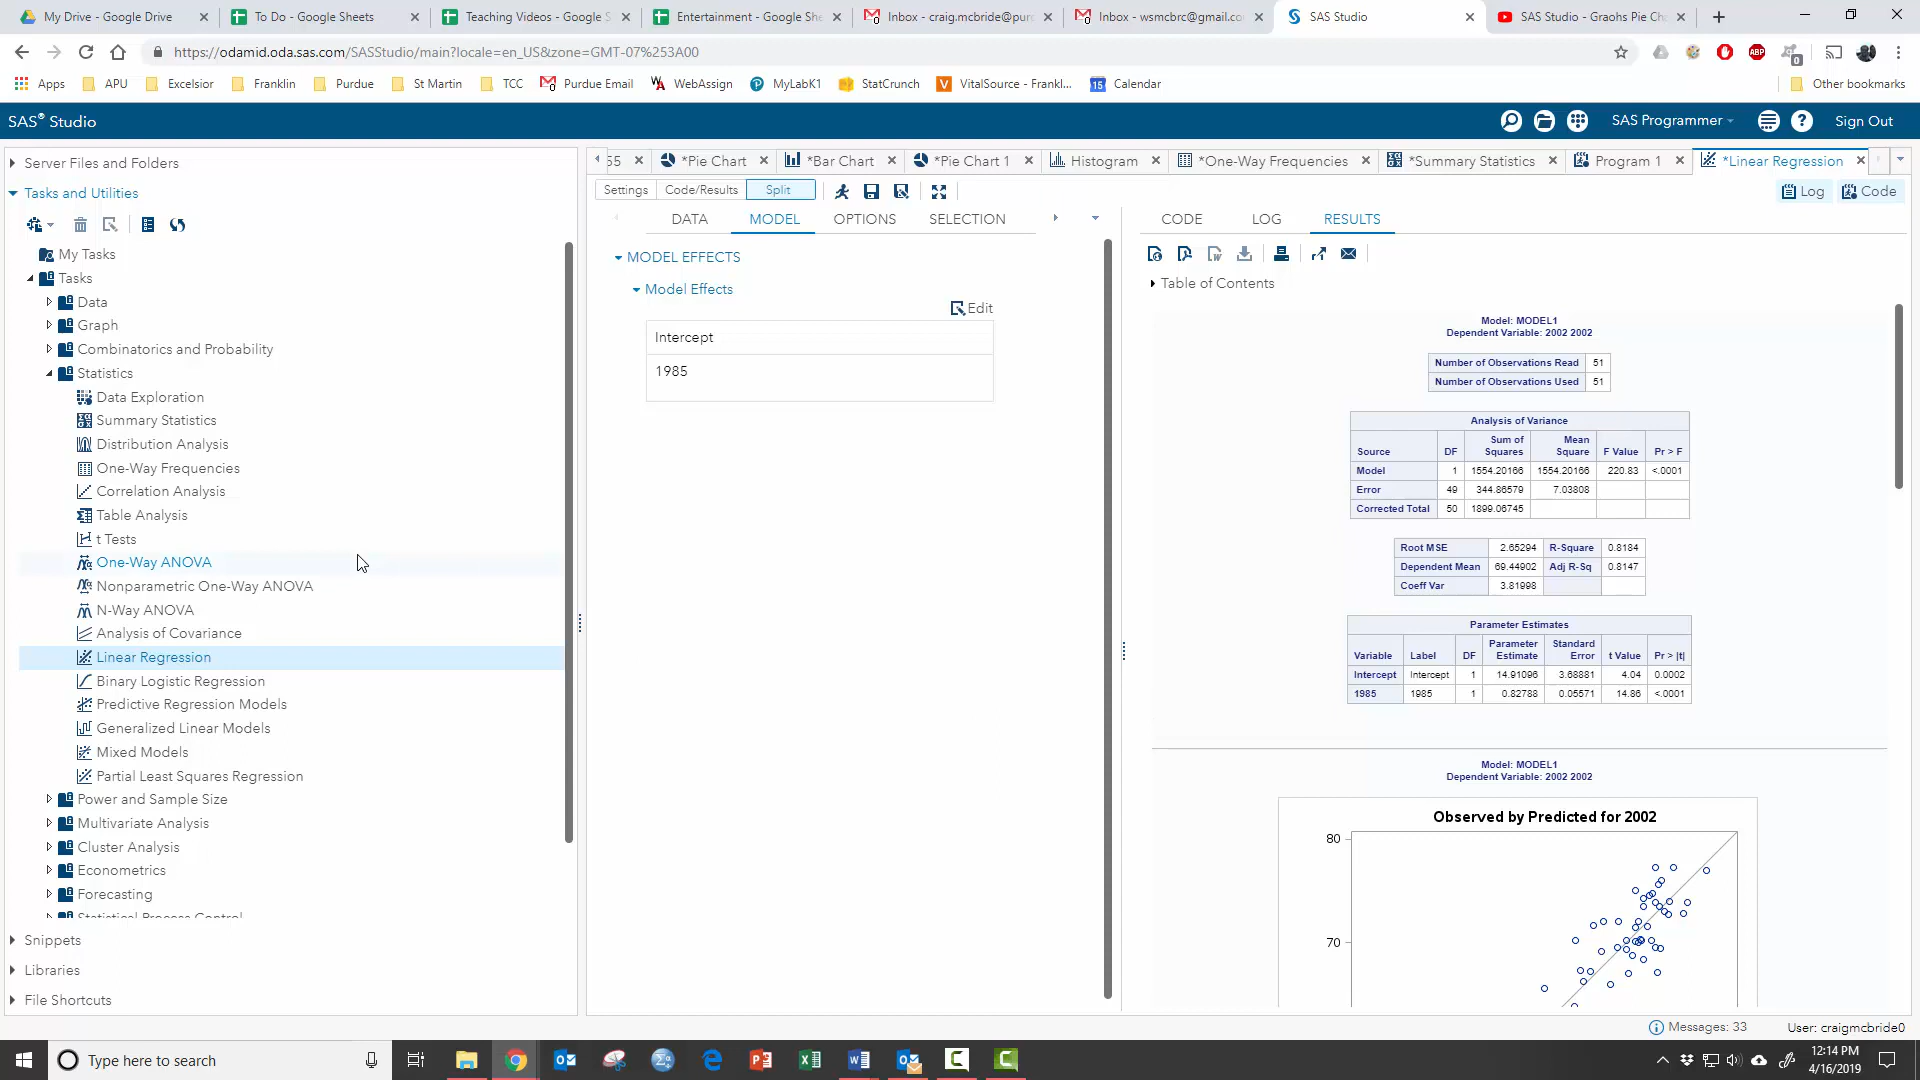 My Drive - Google Drive
To Do - Google Sheets
Teaching Videos - Google S
Entertainment - Google She
Inbox - craig.mcbride@pur
Inbox - wsmcbrc@gmail.co
SAS Studio
SAS Studio - Graohs Pie Ch
https://odamid.oda.sas.com/SASStudio/main?locale=en_US&zone=GMT-07%253A00
Apps APU Excelsior Franklin Purdue St Martin TCC Purdue Email WebAssign MyLabK1 StatCrunch VitalSource - Frankl... Calendar Other bookmarks
SAS® Studio
SAS Programmer
Sign Out
Server Files and Folders
Tasks and Utilities
My Tasks
Tasks
Data
Graph
Combinatorics and Probability
Statistics
Data Exploration
Summary Statistics
Distribution Analysis
One-Way Frequencies
Correlation Analysis
Table Analysis
t Tests
One-Way ANOVA
Nonparametric One-Way ANOVA
N-Way ANOVA
Analysis of Covariance
Linear Regression
Binary Logistic Regression
Predictive Regression Models
Generalized Linear Models
Mixed Models
Partial Least Squares Regression
Power and Sample Size
Multivariate Analysis
Cluster Analysis
Econometrics
Forecasting
Statistical Process Control
Snippets
Libraries
File Shortcuts
55 *Pie Chart *Bar Chart *Pie Chart 1 Histogram *One-Way Frequencies *Summary Statistics Program 1 *Linear Regression
Settings Code/Results Split
Log Code
DATA MODEL OPTIONS SELECTION
MODEL EFFECTS
Model Effects
Edit
Intercept
1985
CODE LOG RESULTS
Table of Contents
Model: MODEL1
Dependent Variable: 2002 2002
Number of Observations Read 51
Number of Observations Used 51
Analysis of Variance
Source DF Sum of Squares Mean Square F Value Pr > F
Model 1 1554.20166 1554.20166 220.83 <.0001
Error 49 344.86579 7.03808
Corrected Total 50 1899.06745
Root MSE 2.65294 R-Square 0.8184
Dependent Mean 69.44902 Adj R-Sq 0.8147
Coeff Var 3.81998
Parameter Estimates
Variable Label DF Parameter Estimate Standard Error t Value Pr > |t|
Intercept Intercept 1 14.91096 3.68881 4.04 0.0002
1985 1985 1 0.82788 0.05571 14.86 <.0001
Model: MODEL1
Dependent Variable: 2002 2002
Observed by Predicted for 2002
80
70
Messages: 33
User: craigmcbride0
Type here to search
12:14 PM
4/16/2019